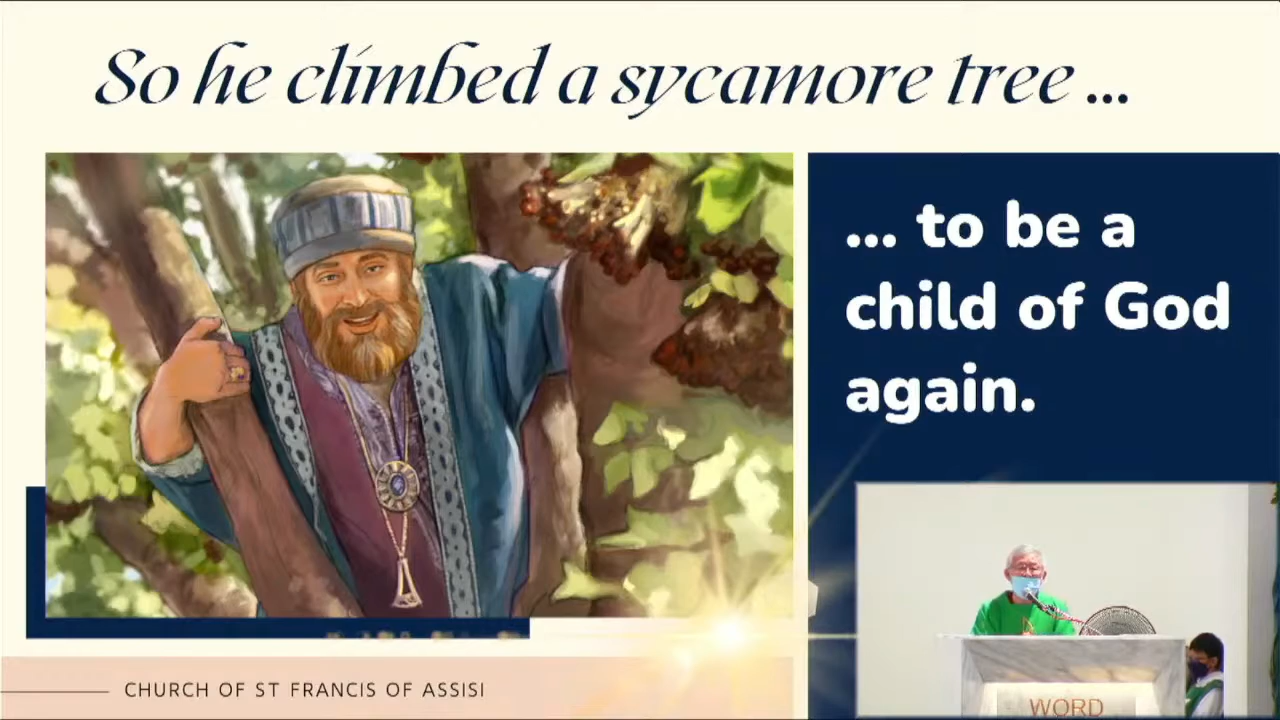 So he climbed a sycamore tree ...
... to be a
child of God
again.
CHURCH OF ST FRANCIS OF ASSISI
WORD